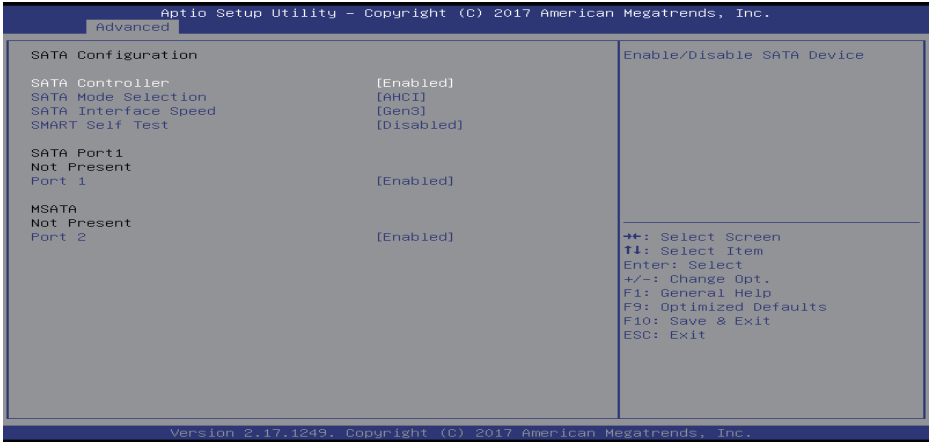 Aptio Setup Utility – Copyright (C) 2017 American Megatrends, Inc.
Advanced
SATA Configuration
SATA Controller [Enabled]
SATA Mode Selection [AHCI]
SATA Interface Speed [Gen3]
SMART Self Test [Disabled]
SATA Port1
Not Present
Port 1 [Enabled]
MSATA
Not Present
Port 2 [Enabled]
Enable/Disable SATA Device
→←: Select Screen
↑↓: Select Item
Enter: Select
+/-: Change Opt.
F1: General Help
F9: Optimized Defaults
F10: Save & Exit
ESC: Exit
Version 2.17.1249. Copyright (C) 2017 American Megatrends, Inc.